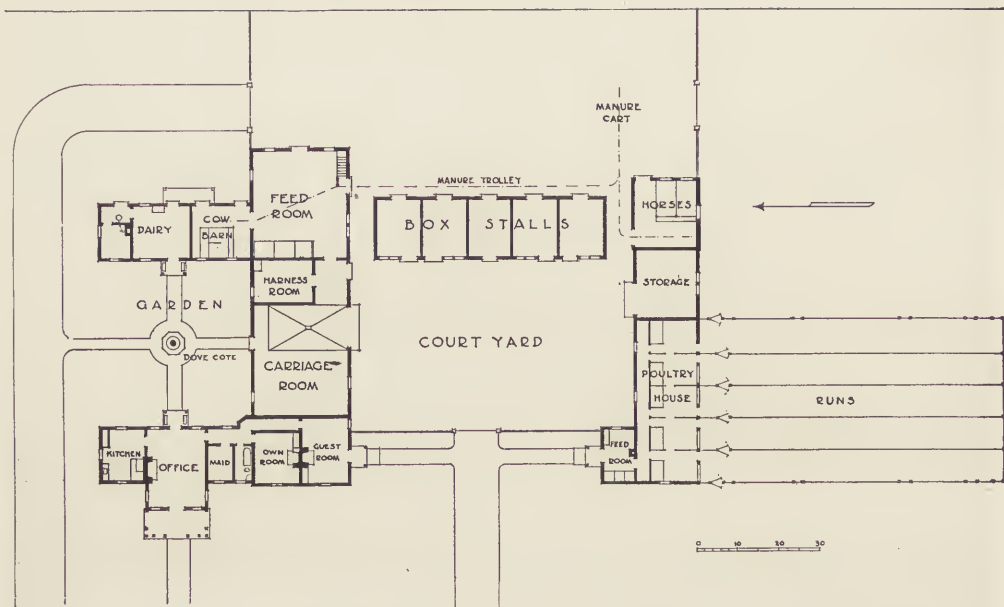 MANURE
CART
MANURE TROLLEY
FEED
ROOM
HORSES
DAIRY
COW
BARN
BOX STALLS
HARNESS
ROOM
STORAGE
GARDEN
DOVE COTE
COURT YARD
CARRIAGE
ROOM
POULTRY
HOUSE
RUNS
KITCHEN
OFFICE
MAID
OWN
ROOM
GUEST
ROOM
FEED
ROOM
0 10 20 30